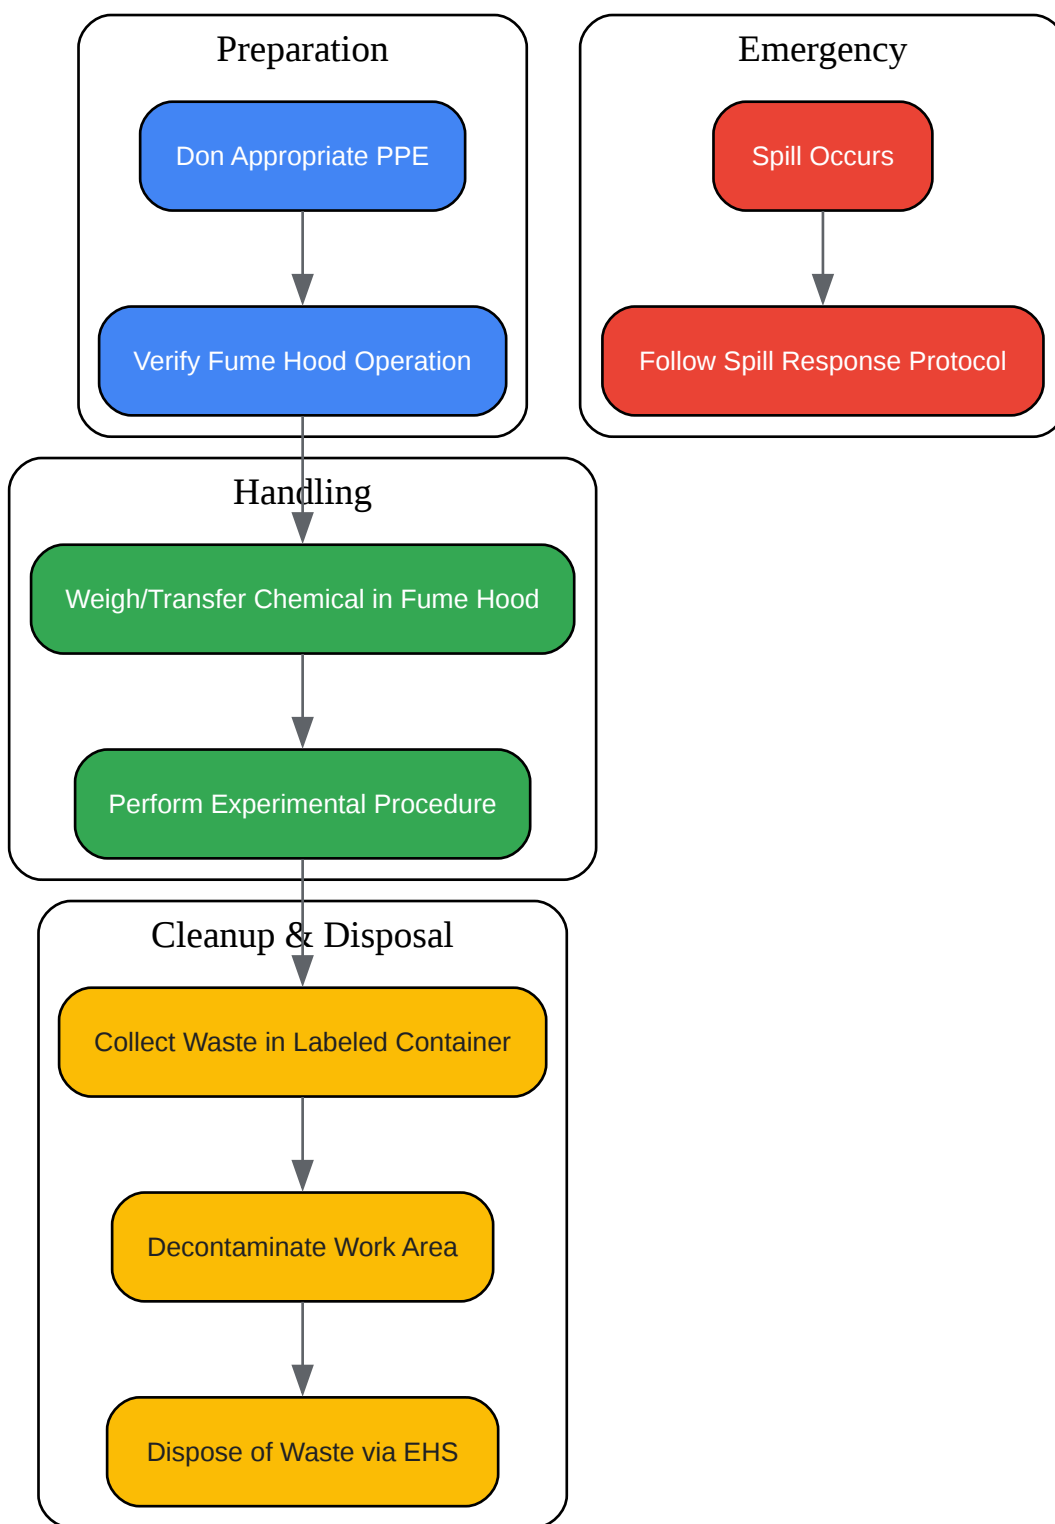 Preparation
Don Appropriate PPE
Verify Fume Hood Operation
Emergency
Spill Occurs
Follow Spill Response Protocol
Handling
Weigh/Transfer Chemical in Fume Hood
Perform Experimental Procedure
Cleanup & Disposal
Collect Waste in Labeled Container
Decontaminate Work Area
Dispose of Waste via EHS